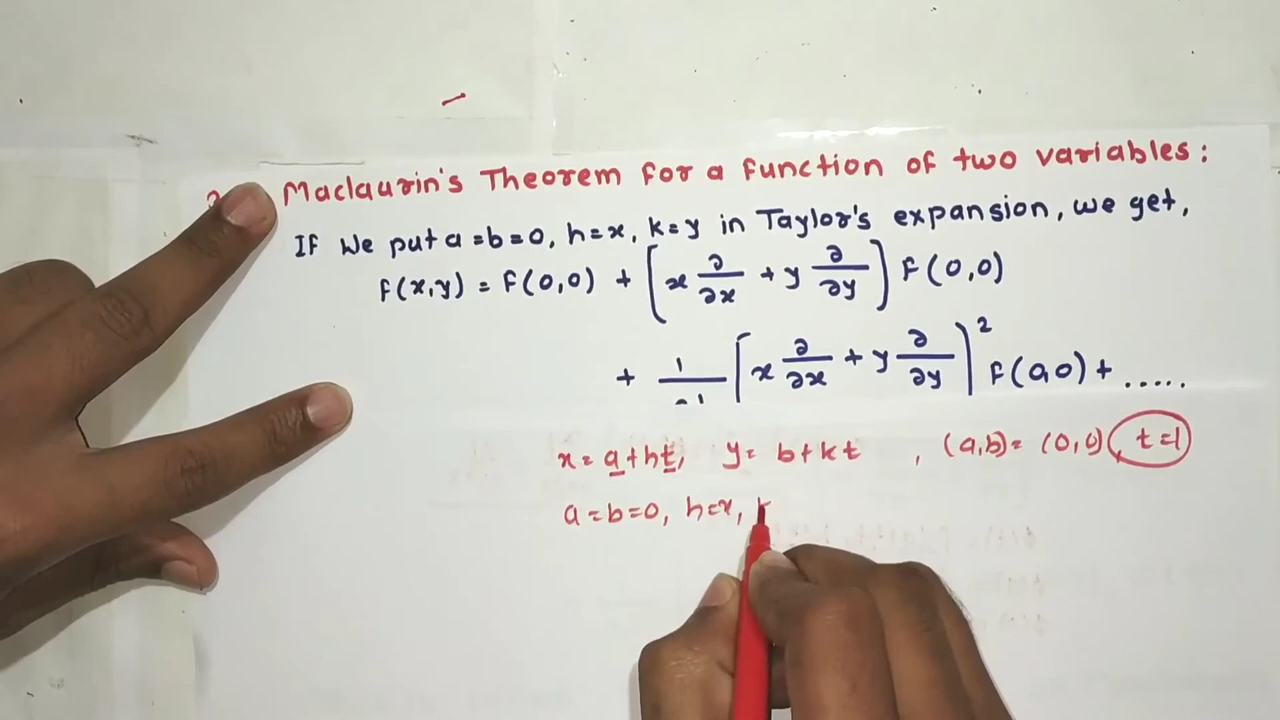 Maclaurin's Theorem for a function of two variables:
If we put a=b=0, h=x, k=y in Taylor's expansion, we get,
f(x,y) = f(0,0) + [x ∂/∂x + y ∂/∂y] f(0,0)
+ 1/2! [x ∂/∂x + y ∂/∂y]² f(0,0) + .....
x = a+ht, y = b+kt , (a,b) = (0,0), t=1
a=b=0, h=x,